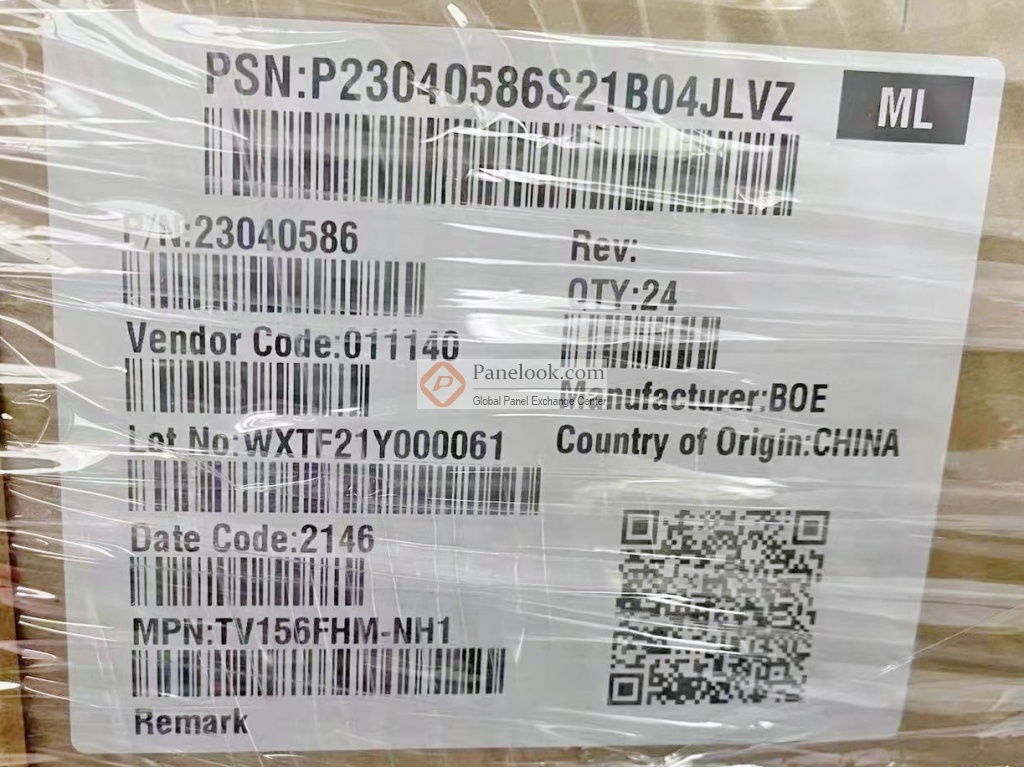 PSN:P23040586S21B04JLVZ
ML
P/N:23040586
Rev:
QTY:24
Vendor Code:011140
Panelook.com
Global Panel Exchange Center
Manufacturer:BOE
Lot No:WXTF21Y000061
Country of Origin:CHINA
Date Code:2146
MPN:TV156FHM-NH1
Remark